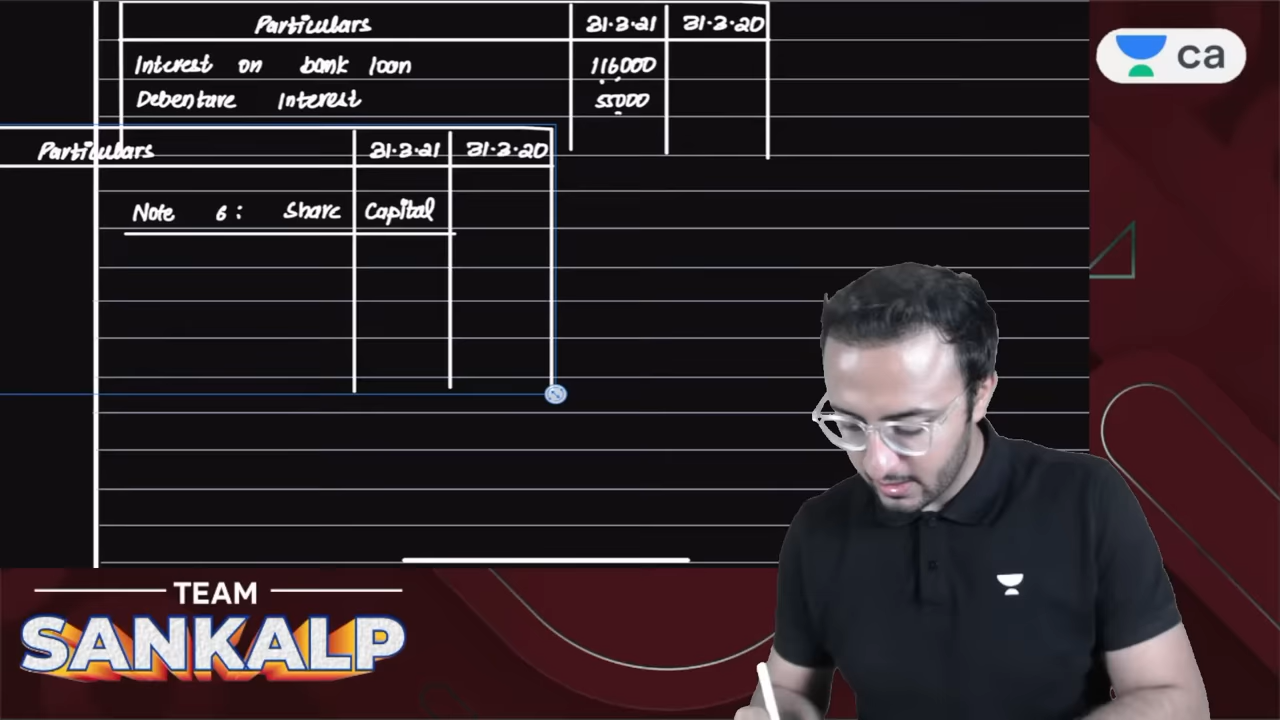 Particulars 31·3·21 31·3·20
Interest on bank loan 116000
Debenture Interest 55000
Particulars 31·3·21 31·3·20
Note 6: Share Capital
ca
TEAM
SANKALP